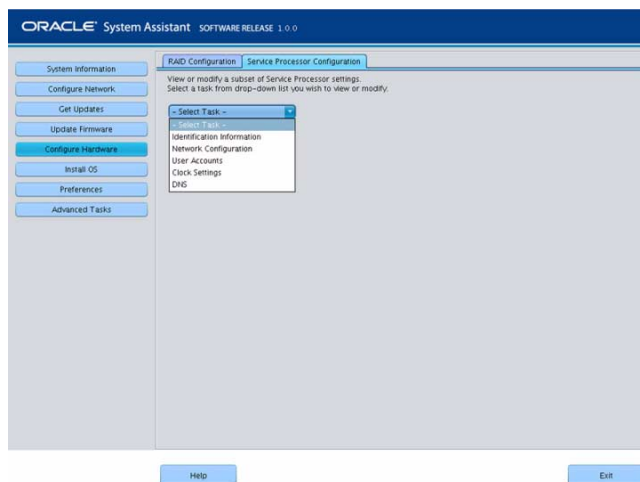 ORACLE System Assistant SOFTWARE RELEASE 1.0.0
System Information
Configure Network
Get Updates
Update Firmware
Configure Hardware
Install OS
Preferences
Advanced Tasks
RAID Configuration
Service Processor Configuration
View or modify a subset of Service Processor settings.
Select a task from drop-down list you wish to view or modify.
- Select Task -
- Select Task -
Identification Information
Network Configuration
User Accounts
Clock Settings
DNS
Help
Exit